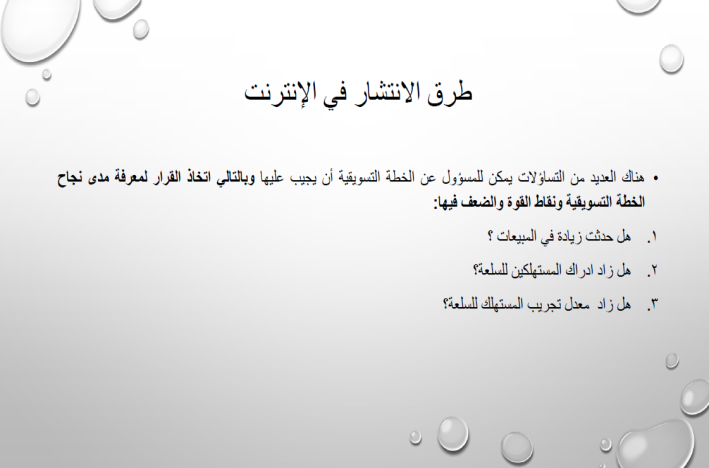 طرق الانتشار في الإنترنت
• هناك العديد من التساؤلات يمكن للمسؤول عن الخطة التسويقية أن يجيب عليها وبالتالي اتخاذ القرار لمعرفة مدى نجاح
الخطة التسويقية ونقاط القوة والضعف فيها:
١. هل حدثت زيادة في المبيعات ؟
٢. هل زاد ادراك المستهلكين للسلعة؟
٣. هل زاد معدل تجريب المستهلك للسلعة؟